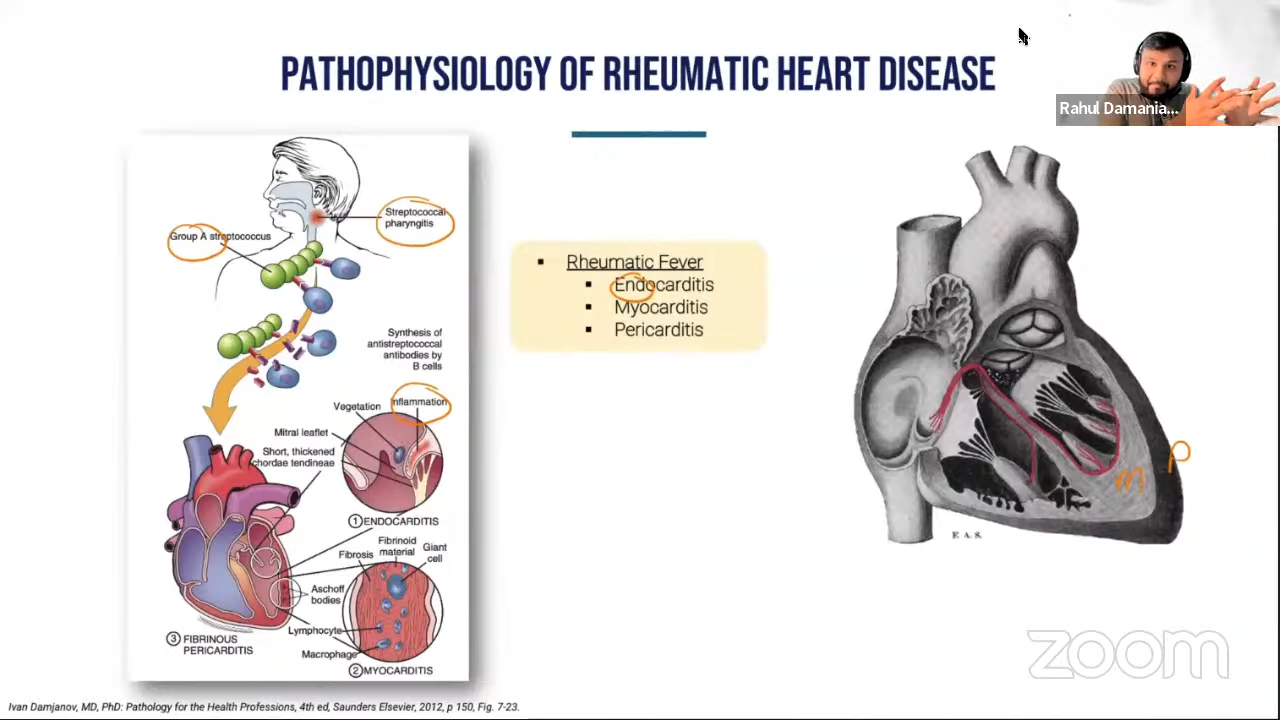 PATHOPHYSIOLOGY OF RHEUMATIC HEART DISEASE
Rahul Damania...
Streptococcal
pharyngitis
Group A streptococcus
Synthesis of
antistreptococcal
antibodies by
B cells
Vegetation
Inflammation
Mitral leaflet
Short, thickened
chordae tendineae
1 ENDOCARDITIS
Fibrinoid
material
Giant
cell
Fibrosis
Aschoff
bodies
Lymphocyte
Macrophage
2 MYOCARDITIS
3 FIBRINOUS
PERICARDITIS
▪ Rheumatic Fever
▪ Endocarditis
▪ Myocarditis
▪ Pericarditis
m
P
E. A. S.
zoom
Ivan Damjanov, MD, PhD: Pathology for the Health Professions, 4th ed, Saunders Elsevier, 2012, p 150, Fig. 7-23.